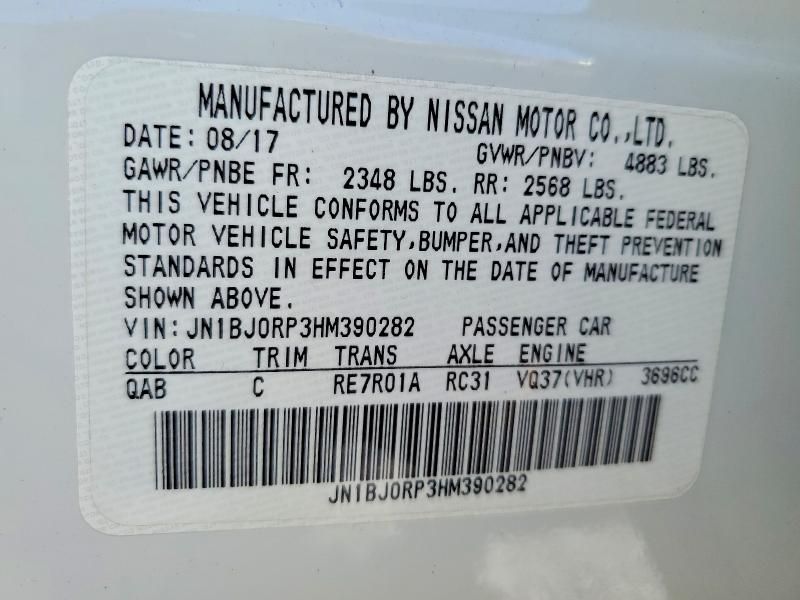 MANUFACTURED BY NISSAN MOTOR CO.,LTD.
DATE: 08/17 GVWR/PNBV: 4883 LBS.
GAWR/PNBE FR: 2348 LBS. RR: 2568 LBS.
THIS VEHICLE CONFORMS TO ALL APPLICABLE FEDERAL
MOTOR VEHICLE SAFETY,BUMPER,AND THEFT PREVENTION
STANDARDS IN EFFECT ON THE DATE OF MANUFACTURE
SHOWN ABOVE.
VIN:JN1BJ0RP3HM390282 PASSENGER CAR
COLOR TRIM TRANS AXLE ENGINE
QAB C RE7R01A RC31 VQ37(VHR) 3696CC
JN1BJ0RP3HM390282